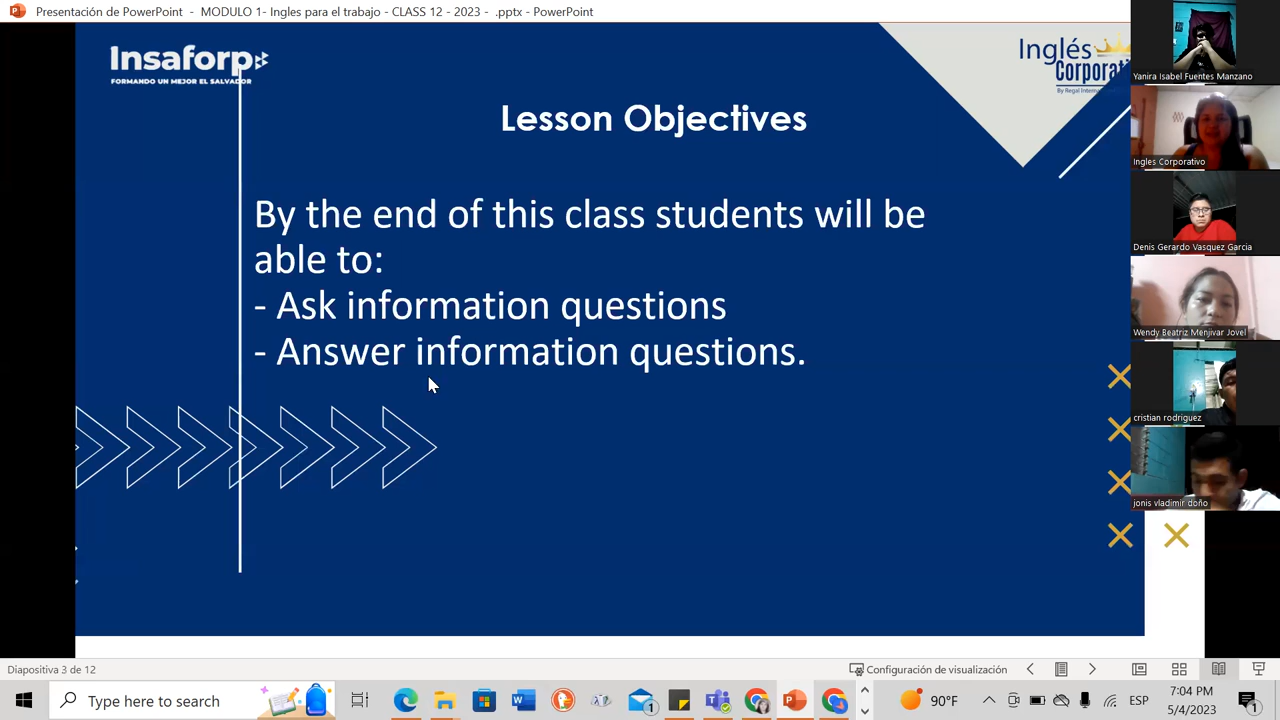 Presentación de PowerPoint - MODULO 1- Ingles para el trabajo - CLASS 12 - 2023 - .pptx - PowerPoint
Insaforp
FORMANDO UN MEJOR EL SALVADOR
Inglés
Corporati
By Regal Internat
Lesson Objectives
By the end of this class students will be
able to:
- Ask information questions
- Answer information questions.
Yanira Isabel Fuentes Manzano
Ingles Corporativo
Denis Gerardo Vasquez Garcia
Wendy Beatriz Menjivar Jovel
cristian rodriguez
jonis vladimir doño
Diapositiva 3 de 12
Configuración de visualización
Type here to search
1
90°F
ESP
7:04 PM
5/4/2023
1